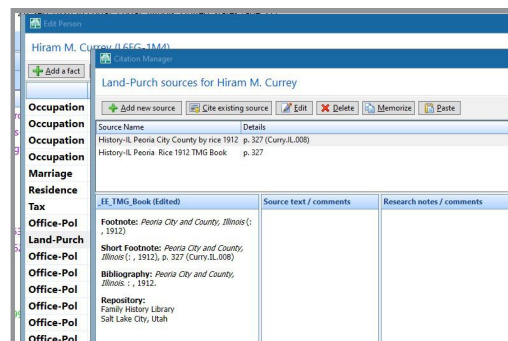 Edit Person
Hiram M. Currey (L6FG-1M4)
Citation Manager
Add a fact
Land-Purch sources for Hiram M. Currey
Add new source Cite existing source Edit Delete Memorize Paste
Source Name Details
History-IL Peoria City County by rice 1912 p. 327 (Curry.IL.008)
History-IL Peoria Rice 1912 TMG Book p. 327
Occupation
Occupation
Occupation
Occupation
Marriage
Residence
Tax
Office-Pol
Land-Purch
Office-Pol
Office-Pol
Office-Pol
Office-Pol
Office-Pol
Office-Pol
_EE_TMG_Book (Edited) Source text / comments Research notes / comments
Footnote: Peoria City and County, Illinois (:
, 1912)
Short Footnote: Peoria City and County,
Illinois (: , 1912), p. 327 (Curry.IL.008)
Bibliography: Peoria City and County,
Illinois. : , 1912.
Repository:
Family History Library
Salt Lake City, Utah